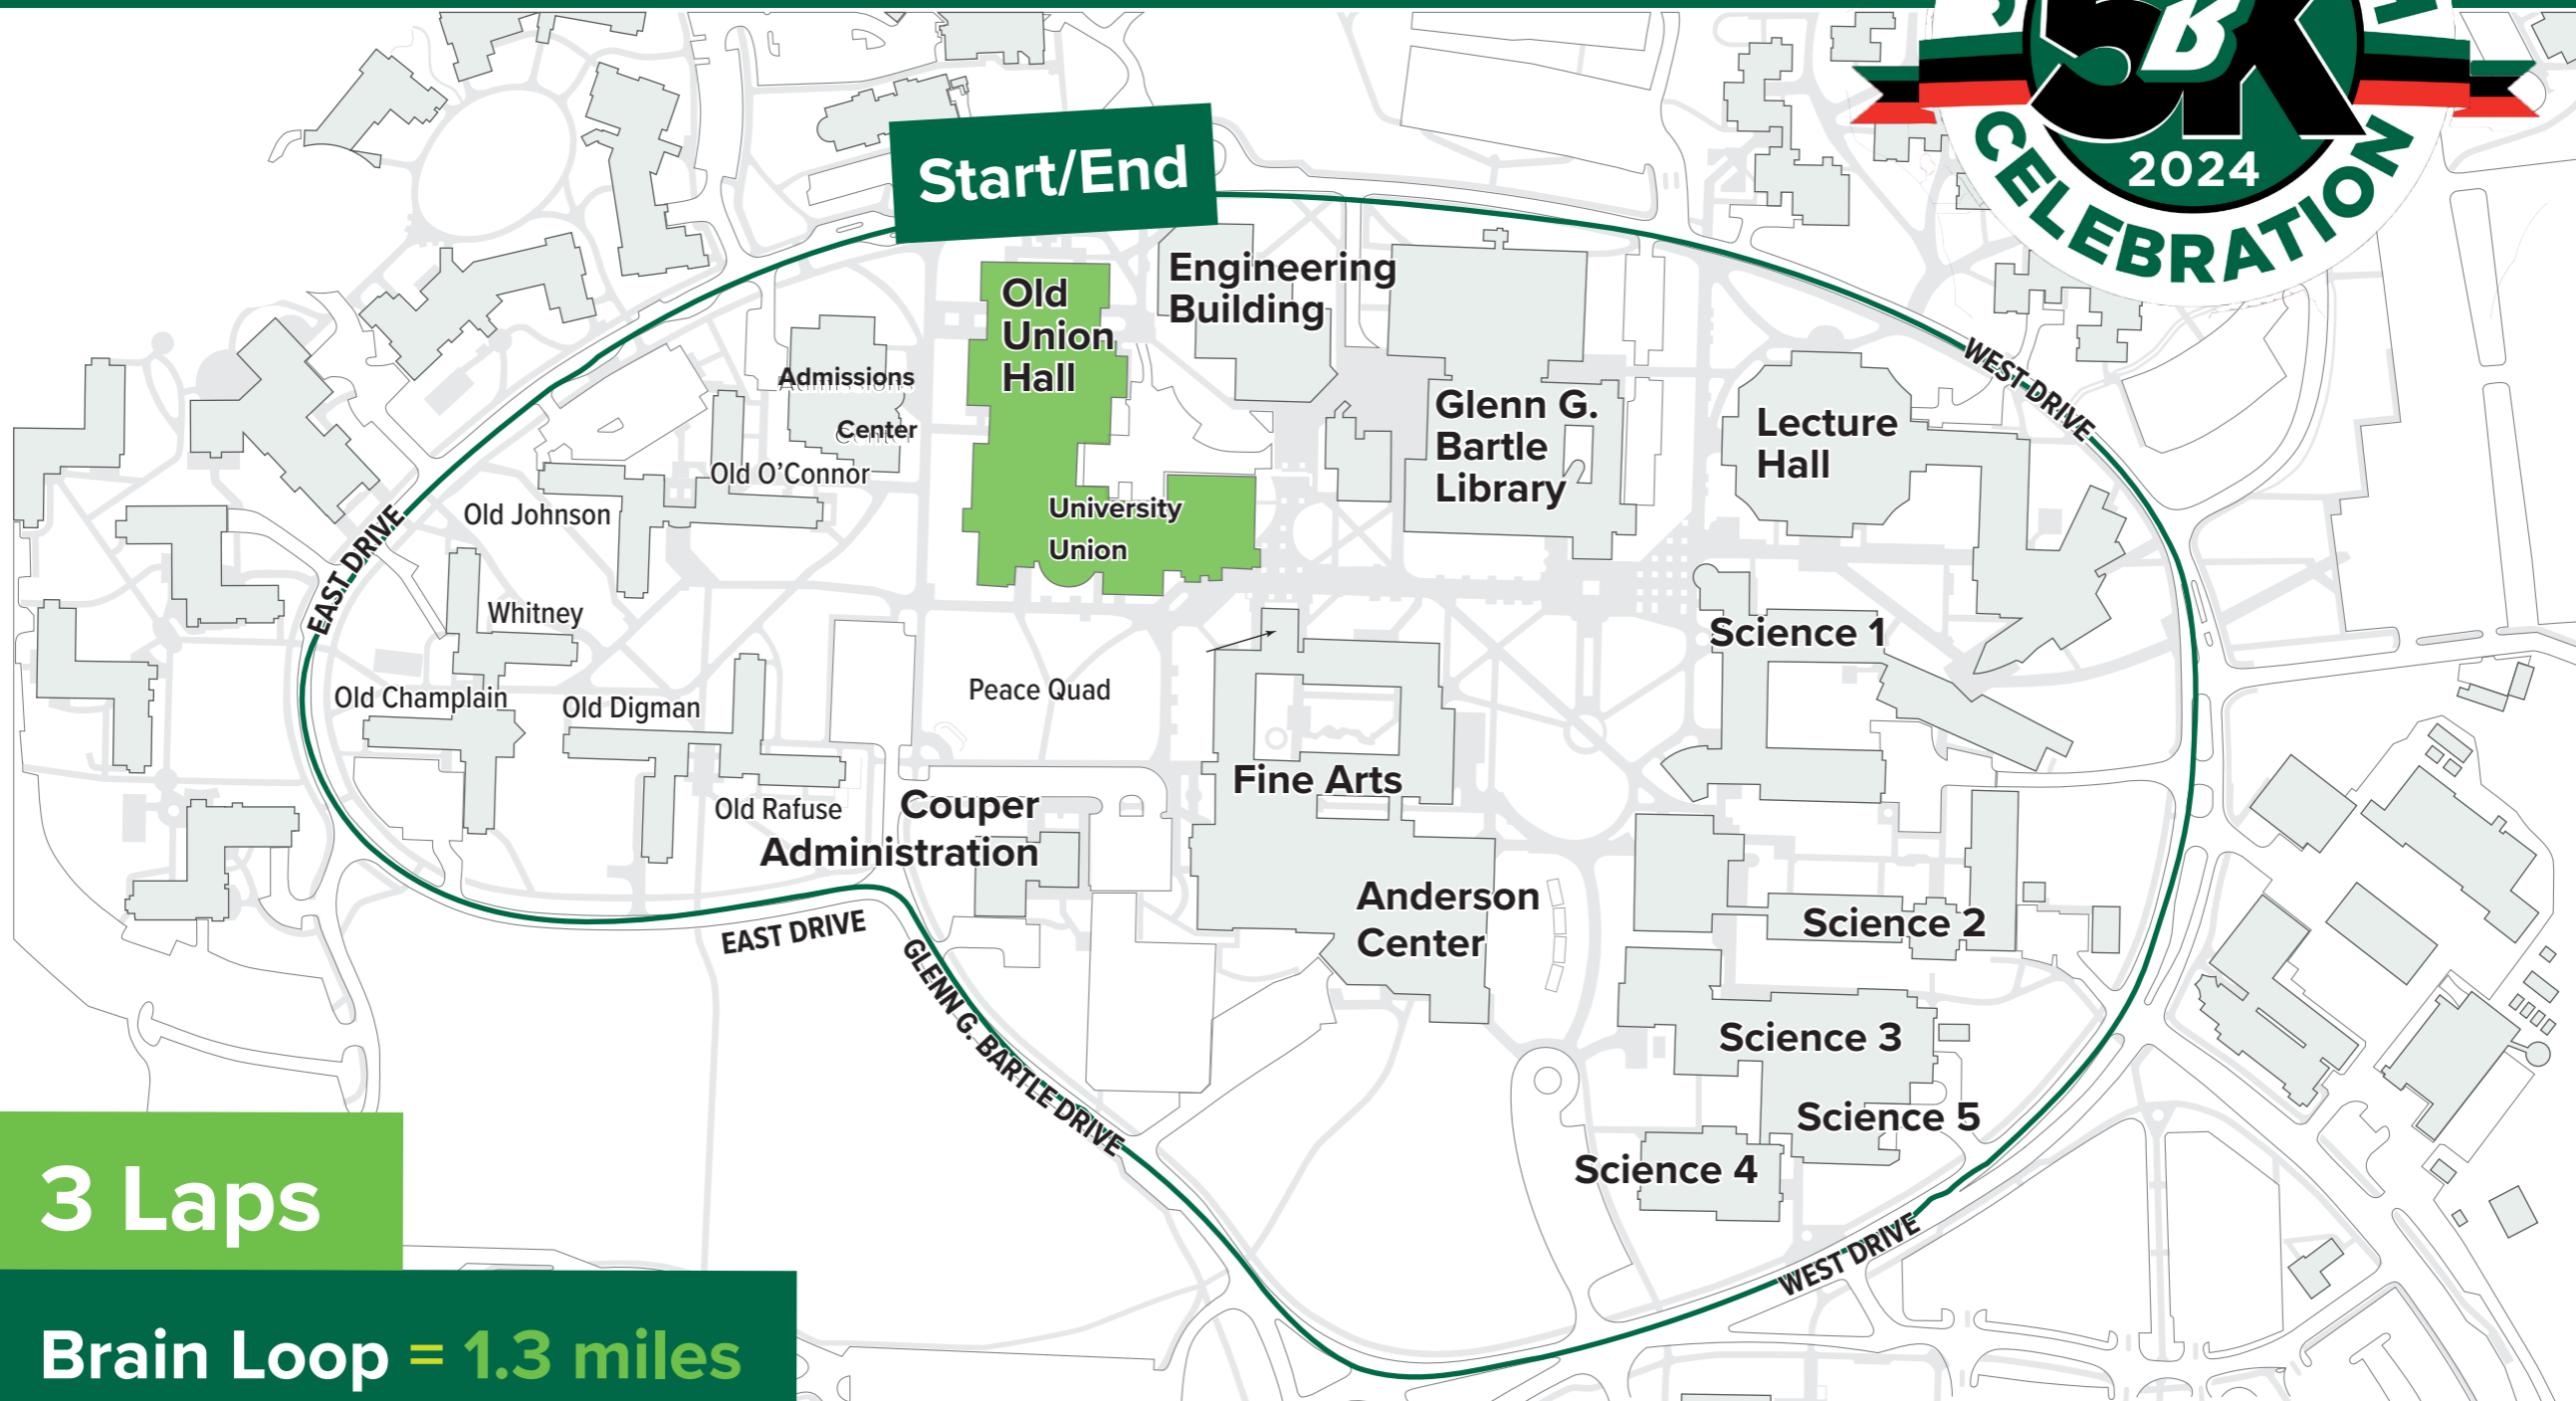 5K
B
2024
CELEBRATION
Start/End
Old
Union
Hall
Engineering
Building
Admissions
Center
Old O'Connor
Old Johnson
University
Union
Glenn G.
Bartle
Library
Lecture
Hall
WEST DRIVE
EAST DRIVE
Whitney
Old Champlain
Old Digman
Old Rafuse
Peace Quad
Science 1
Fine Arts
Couper
Administration
Anderson
Center
Science 2
EAST DRIVE
GLENN G. BARTLE DRIVE
Science 3
Science 5
Science 4
WEST DRIVE
3 Laps
Brain Loop = 1.3 miles